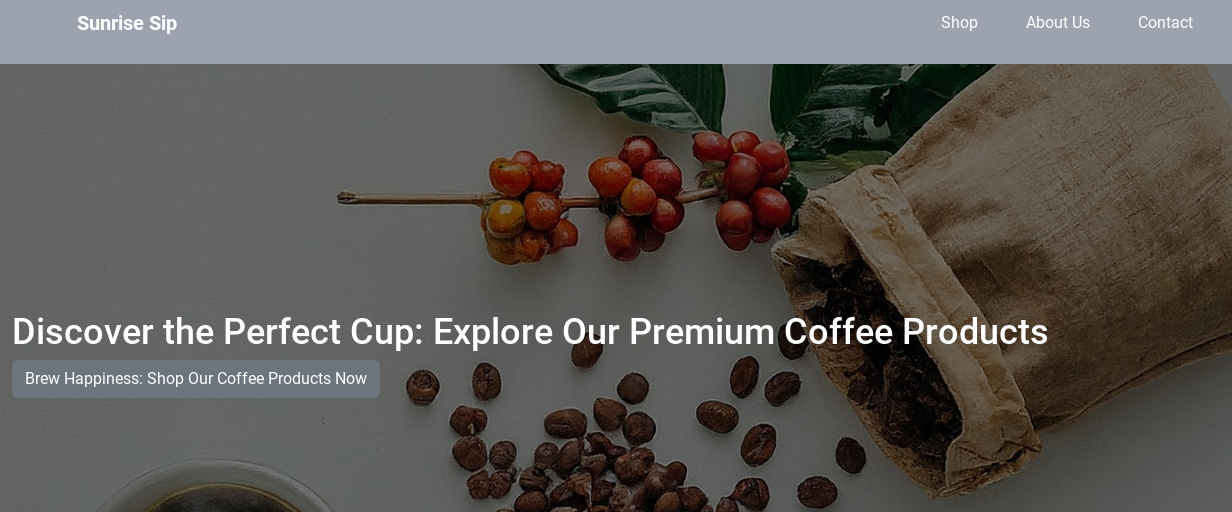 Sunrise Sip
Shop
About Us
Contact
Discover the Perfect Cup: Explore Our Premium Coffee Products
Brew Happiness: Shop Our Coffee Products Now